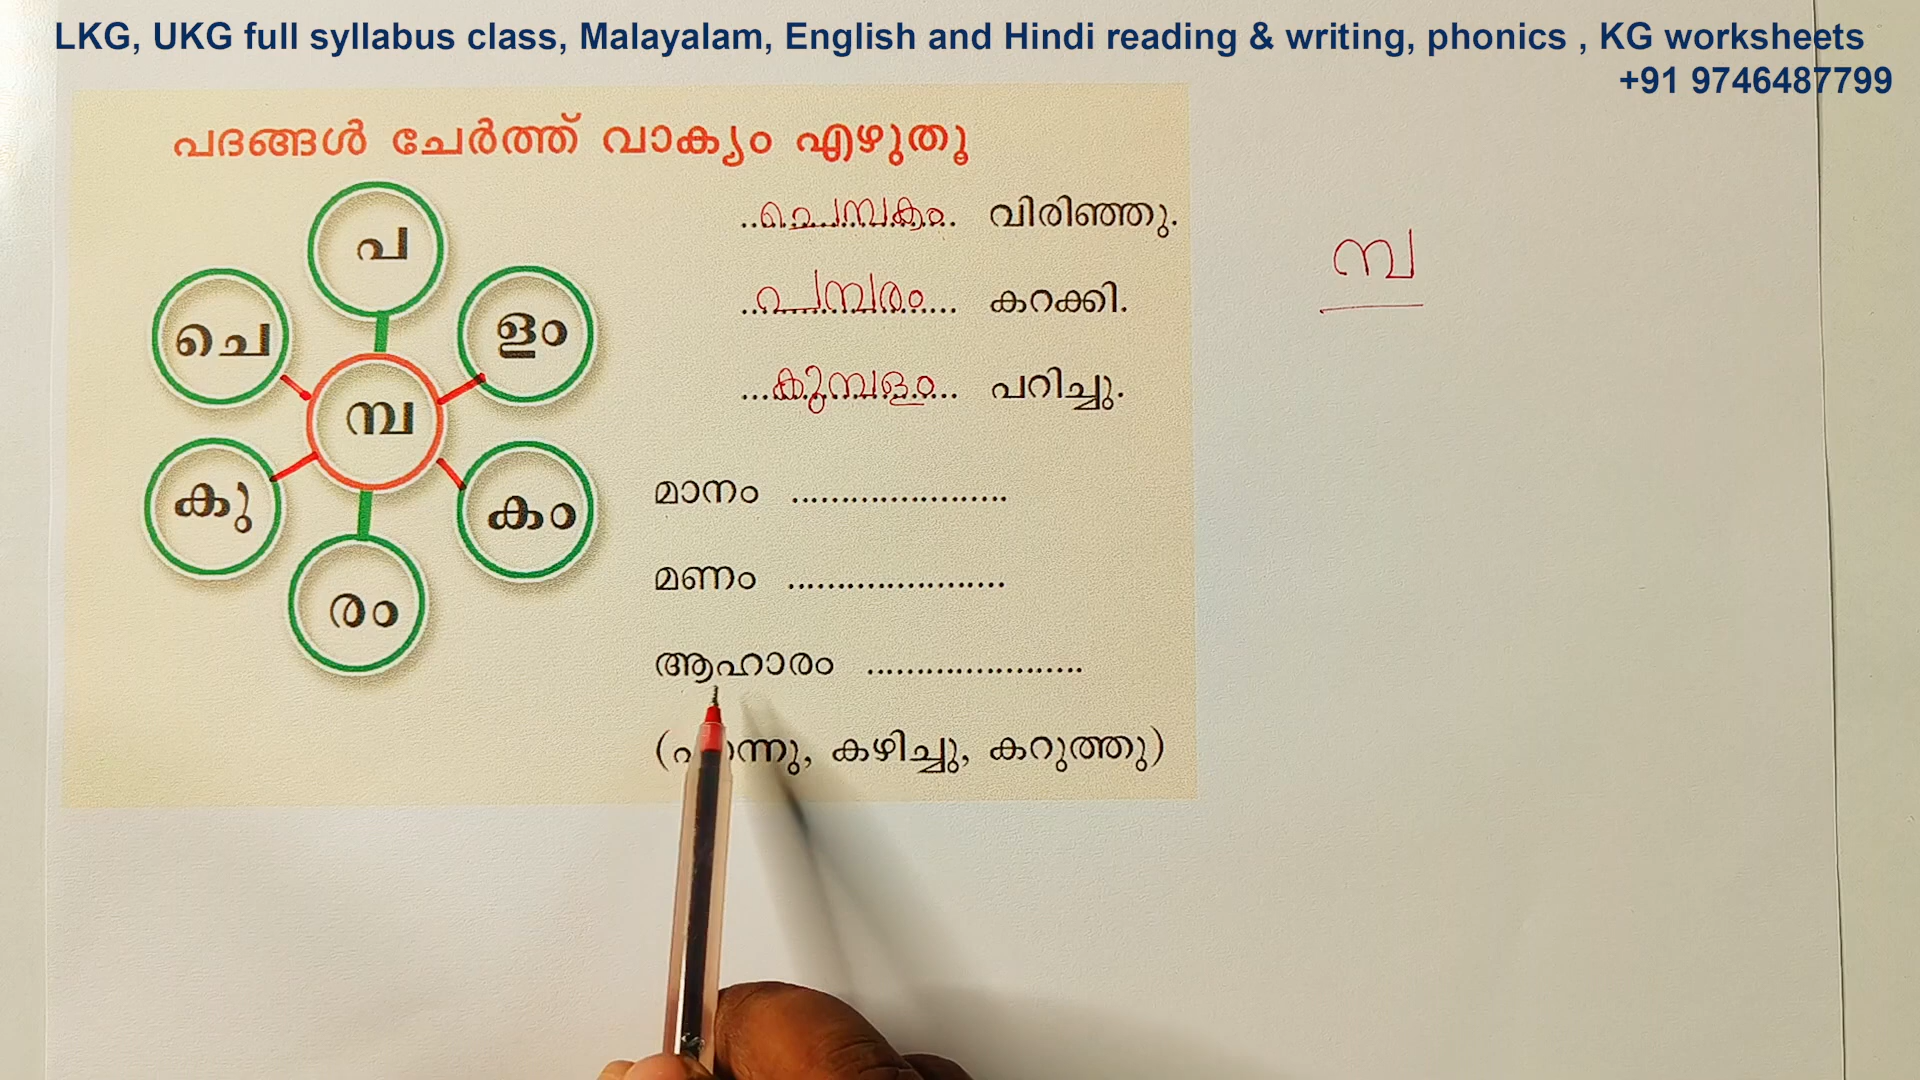 LKG, UKG full syllabus class, Malayalam, English and Hindi reading & writing, phonics , KG worksheets
+91 9746487799
പദങ്ങൾ ചേർത്ത് വാക്യം എഴുതൂ
പ
ചെ
ളം
മ്പ
കു
കം
രം
ചെമ്പകം വിരിഞ്ഞു.
പമ്പരം കറക്കി.
കുമ്പളം പറിച്ചു.
മാനം ......................
മണം ......................
ആഹാരം ......................
കഴിച്ചു, കറുത്തു)
മ്പ